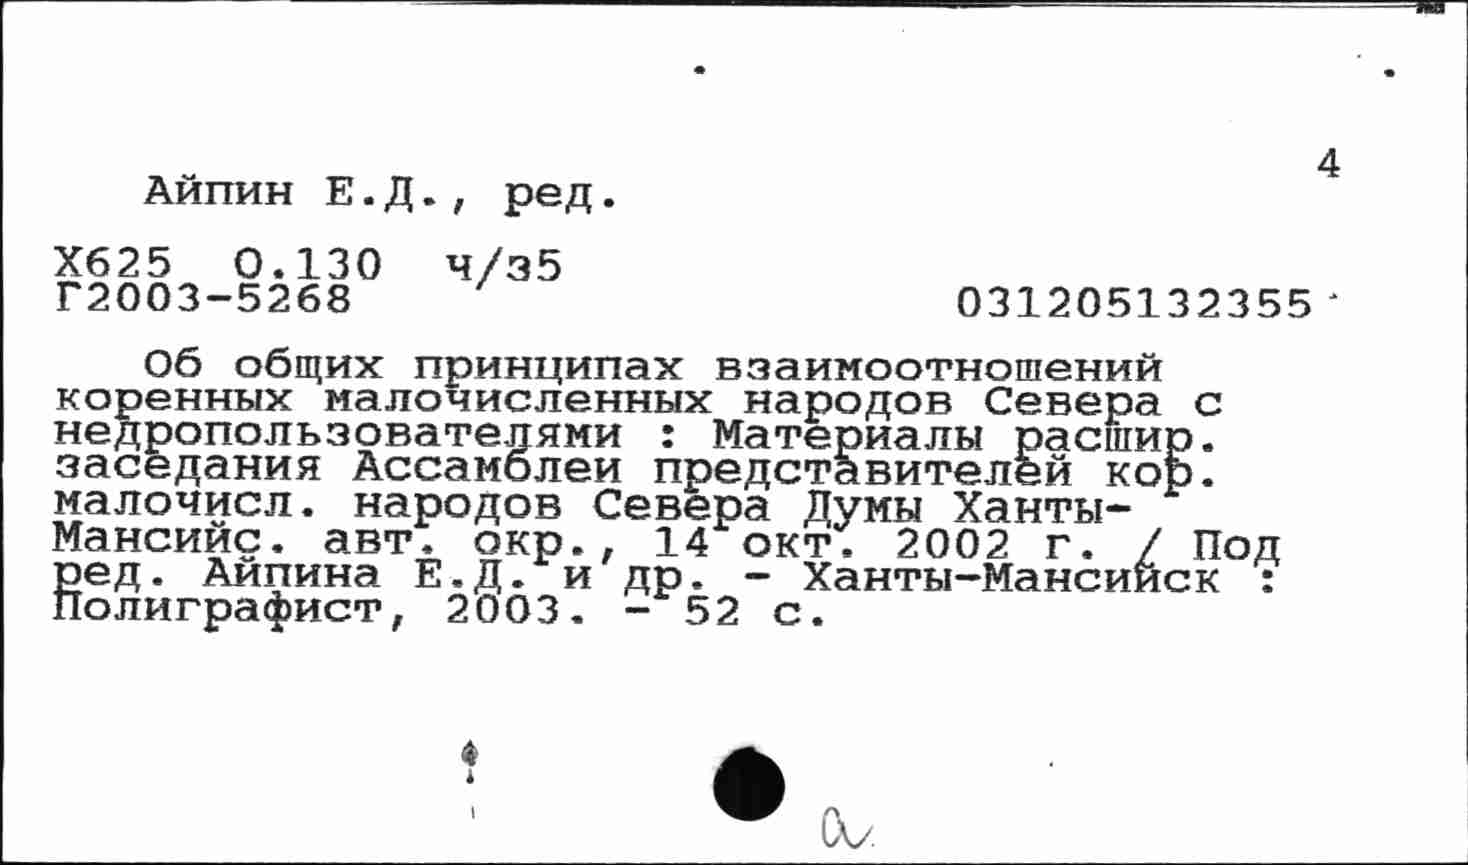 4
Айпин Е.Д., ред.
Х625 О.130 ч/з5
Г2003-5268
031205132355
Об общих принципах взаимоотношений
коренных малочисленных народов Севера с
недропользователями : Материалы расшир.
заседания Ассамблеи представителей кор.
малочисл. народов Севера Думы Ханты-
Мансийс. авт. окр., 14 окт. 2002 г. / Под
ред. Айпина Е.Д. и др. - Ханты-Мансийск :
Полиграфист, 2003. - 52 с.
а